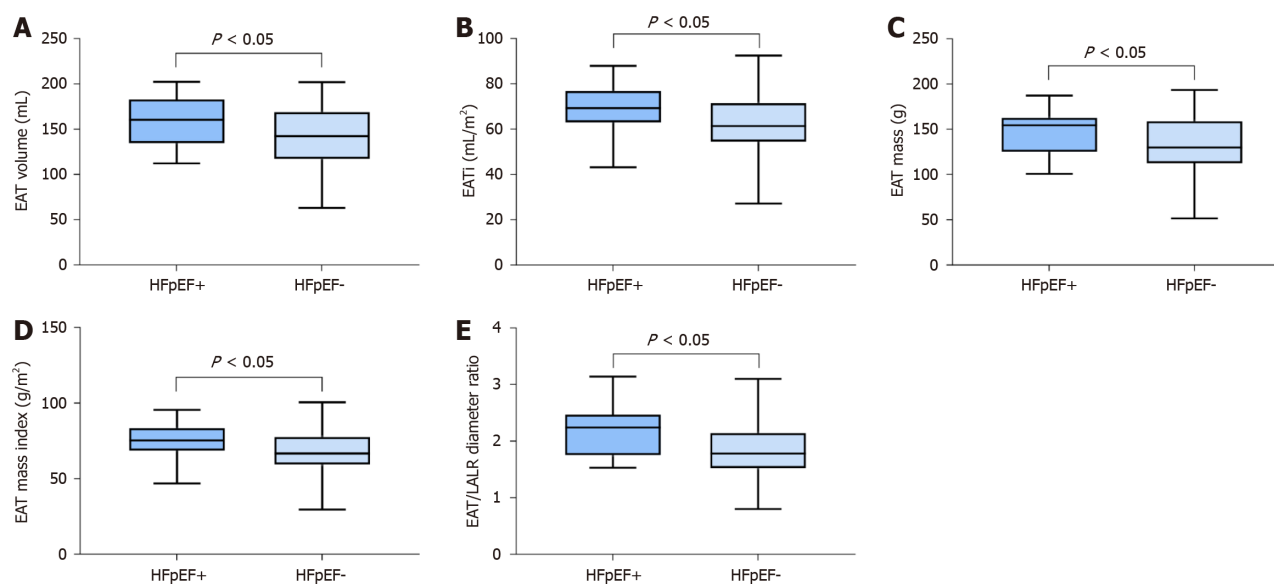 A
EAT volume (mL)
250
200
150
100
50
0
P < 0.05
HFpEF+ HFpEF-
B
EATi (mL/m²)
100
80
60
40
20
0
P < 0.05
HFpEF+ HFpEF-
C
EAT mass (g)
250
200
150
100
50
0
P < 0.05
HFpEF+ HFpEF-
D
EAT mass index (g/m²)
150
100
50
0
P < 0.05
HFpEF+ HFpEF-
E
EAT/LALR diameter ratio
4
3
2
1
0
P < 0.05
HFpEF+ HFpEF-